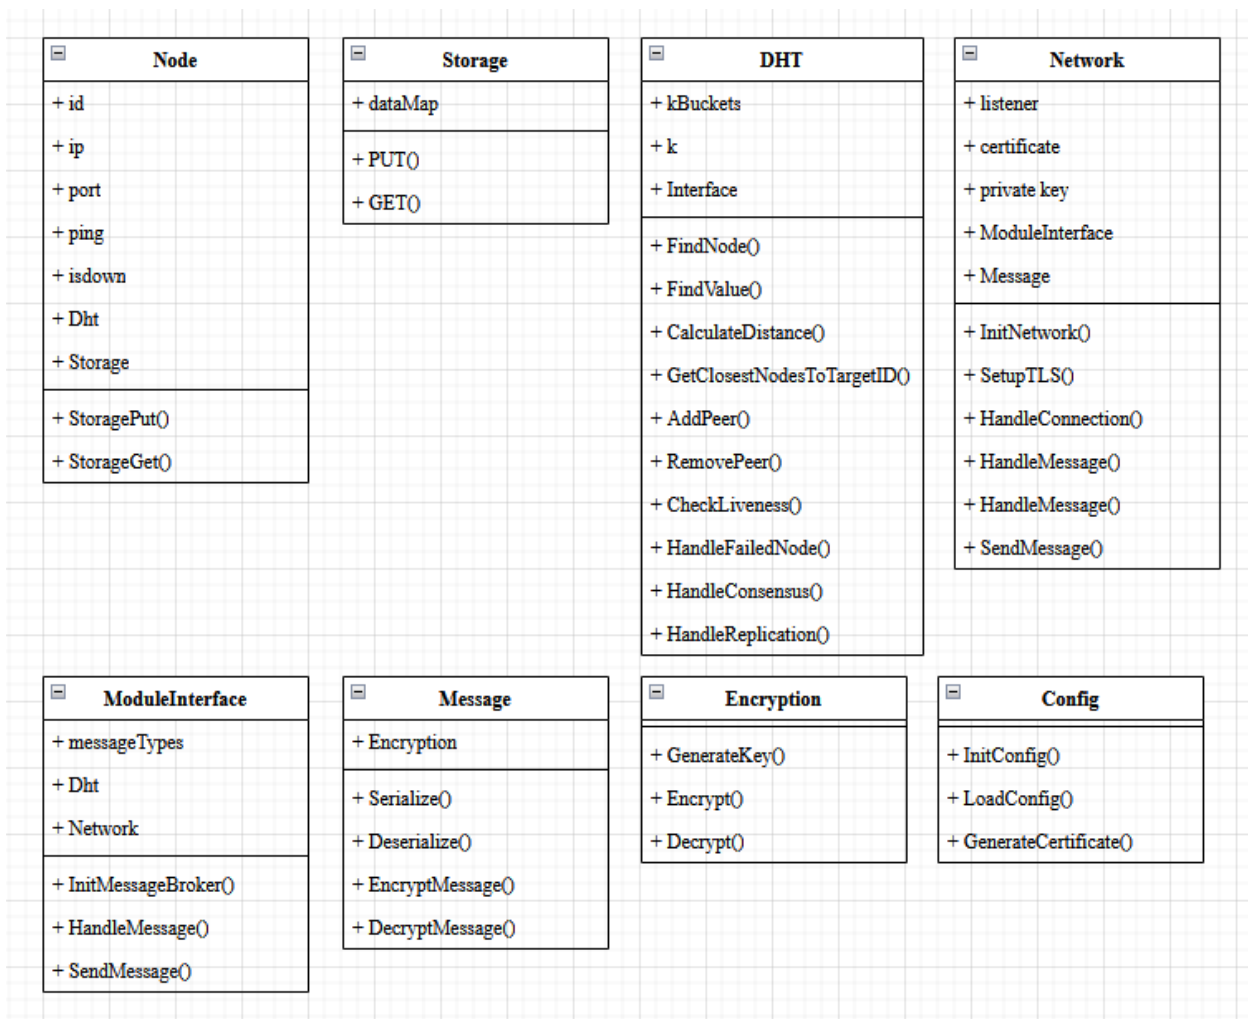 Node
+ id
+ ip
+ port
+ ping
+ isdown
+ Dht
+ Storage
+ StoragePut()
+ StorageGet()
Storage
+ dataMap
+ PUT()
+ GET()
DHT
+ kBuckets
+ k
+ Interface
+ FindNode()
+ FindValue()
+ CalculateDistance()
+ GetClosestNodesToTargetID()
+ AddPeer()
+ RemovePeer()
+ CheckLiveness()
+ HandleFailedNode()
+ HandleConsensus()
+ HandleReplication()
Network
+ listener
+ certificate
+ private key
+ ModuleInterface
+ Message
+ InitNetwork()
+ SetupTLS()
+ HandleConnection()
+ HandleMessage()
+ HandleMessage()
+ SendMessage()
ModuleInterface
+ messageTypes
+ Dht
+ Network
+ InitMessageBroker()
+ HandleMessage()
+ SendMessage()
Message
+ Encryption
+ Serialize()
+ Deserialize()
+ EncryptMessage()
+ DecryptMessage()
Encryption
+ GenerateKey()
+ Encrypt()
+ Decrypt()
Config
+ InitConfig()
+ LoadConfig()
+ GenerateCertificate()